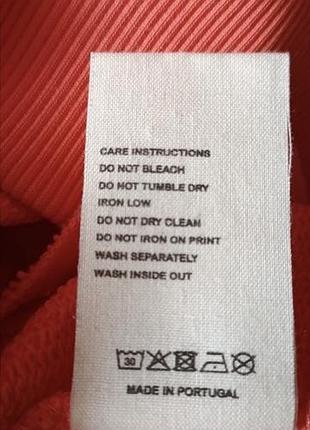 CARE INSTRUCTIONS
DO NOT BLEACH
DO NOT TUMBLE DRY
IRON LOW
DO NOT DRY CLEAN
DO NOT IRON ON PRINT
WASH SEPARATELY
WASH INSIDE OUT
30
MADE IN PORTUGAL